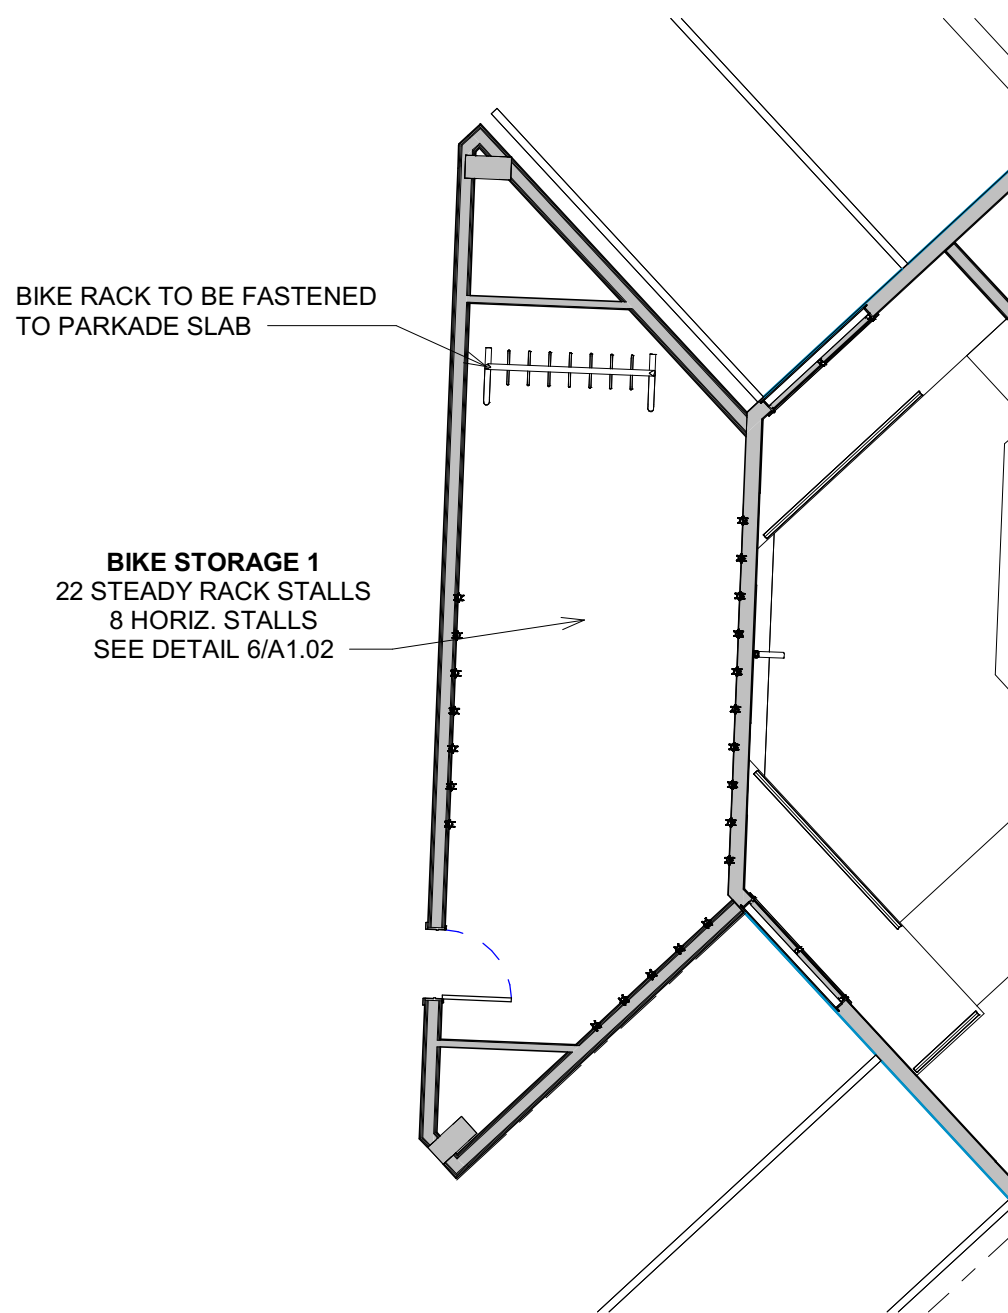 BIKE RACK TO BE FASTENED
TO PARKADE SLAB
BIKE STORAGE 1
22 STEADY RACK STALLS
8 HORIZ. STALLS
SEE DETAIL 6/A1.02